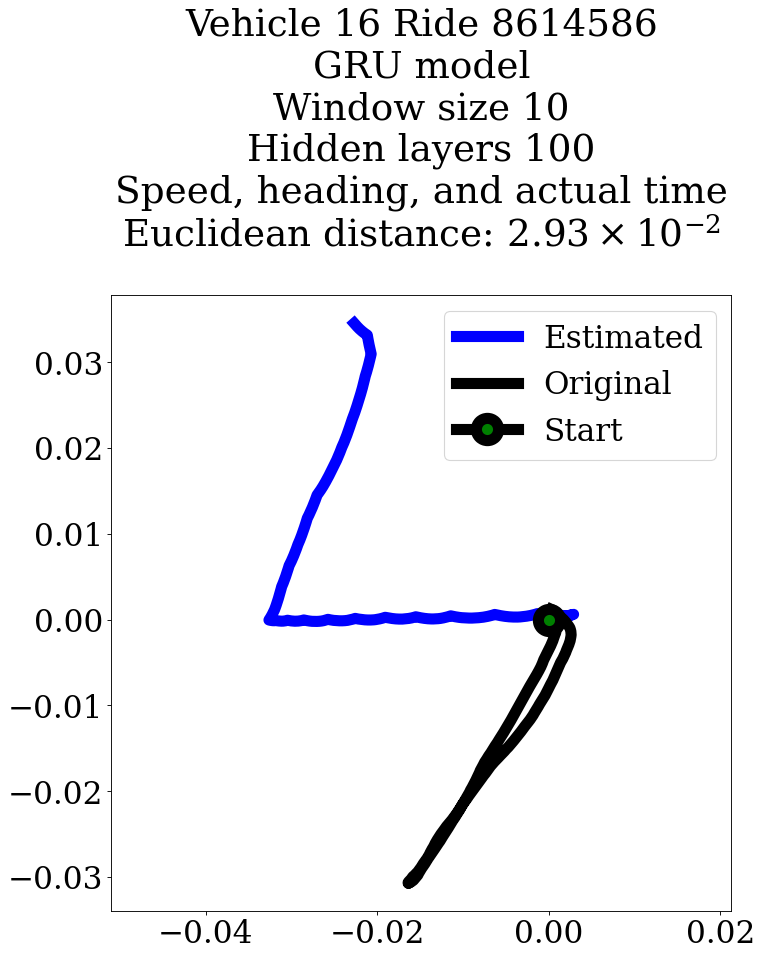 Vehicle 16 Ride 8614586
GRU model
Window size 10
Hidden layers 100
Speed, heading, and actual time
Euclidean distance: 2.93 × 10⁻²
Estimated
Original
Start
0.03
0.02
0.01
0.00
−0.01
−0.02
−0.03
−0.04 −0.02 0.00 0.02